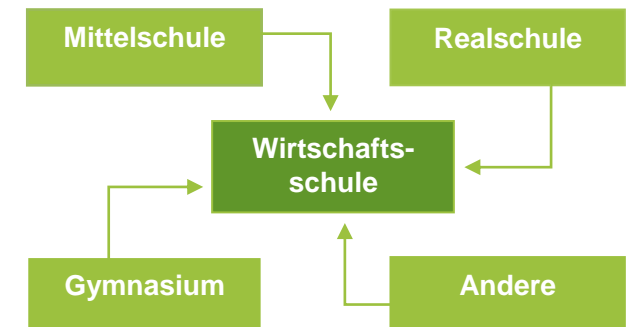 Mittelschule
Realschule
Wirtschafts-
schule
Gymnasium
Andere